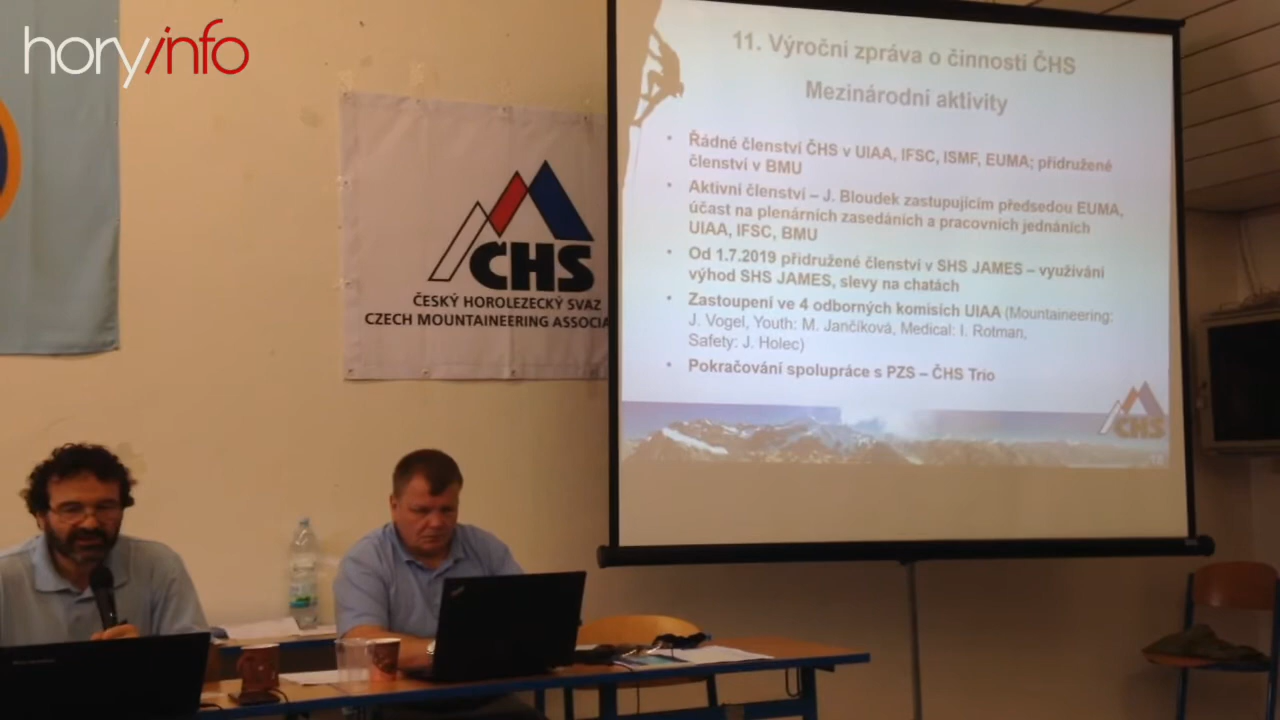 hory/info
11. Výroční zpráva o činnosti ČHS
Mezinárodní aktivity
• Řádné členství ČHS v UIAA, IFSC, ISMF, EUMA; přidružené
členství v BMU
• Aktivní členství – J. Bloudek zastupujícím předsedou EUMA,
účast na plenárních zasedáních a pracovních jednáních
UIAA, IFSC, BMU
• Od 1.7.2019 přidružené členství v SHS JAMES – využívání
výhod SHS JAMES, slevy na chatách
• Zastoupení ve 4 odborných komisích UIAA (Mountaineering:
J. Vogel, Youth: M. Jančíková, Medical: I. Rotman,
Safety: J. Holec)
• Pokračování spolupráce s PZS – ČHS Trio
ČHS
ČHS
ČESKÝ HOROLEZECKÝ SVAZ
CZECH MOUNTAINEERING ASSOCIA